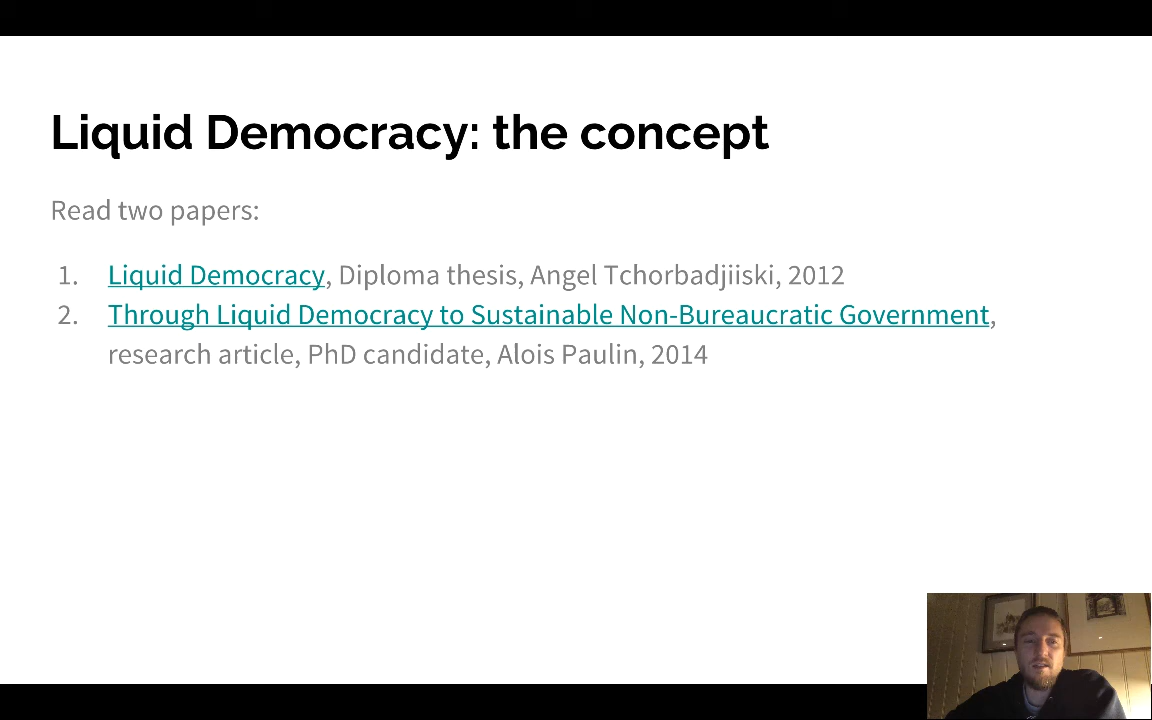 Liquid Democracy: the concept
Read two papers:
1. Liquid Democracy, Diploma thesis, Angel Tchorbadjiiski, 2012
2. Through Liquid Democracy to Sustainable Non-Bureaucratic Government,
research article, PhD candidate, Alois Paulin, 2014